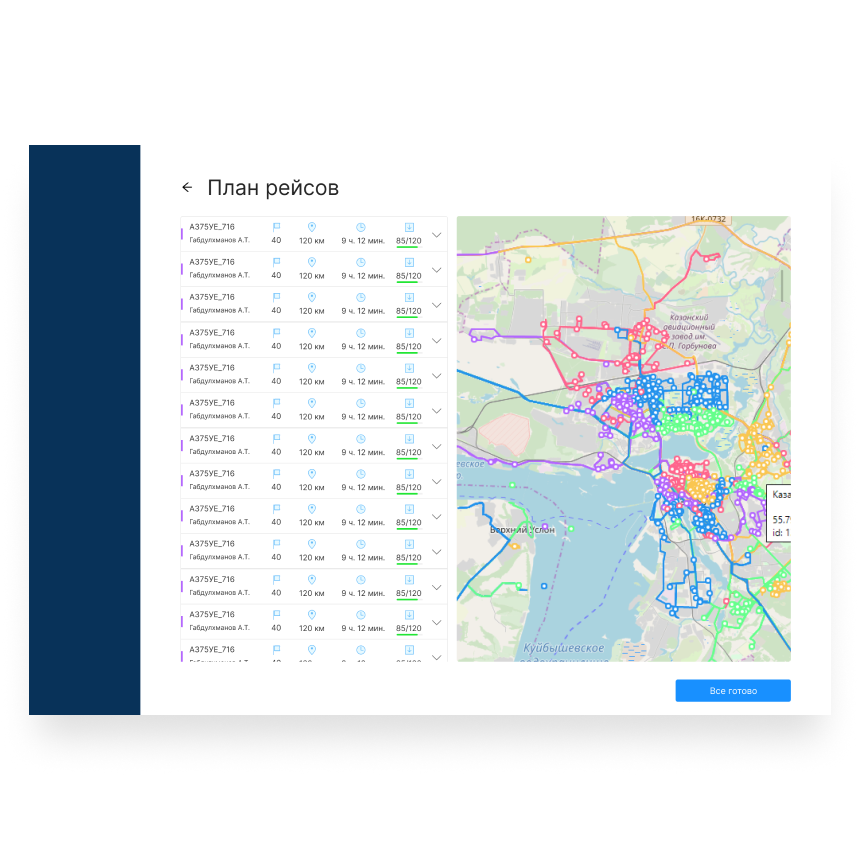 План рейсов
А375УЕ_716
Габдулхманов А.Т. 40 120 км 9 ч. 12 мин. 85/120
А375УЕ_716
Габдулхманов А.Т. 40 120 км 9 ч. 12 мин. 85/120
А375УЕ_716
Габдулхманов А.Т. 40 120 км 9 ч. 12 мин. 85/120
А375УЕ_716
Габдулхманов А.Т. 40 120 км 9 ч. 12 мин. 85/120
А375УЕ_716
Габдулхманов А.Т. 40 120 км 9 ч. 12 мин. 85/120
А375УЕ_716
Габдулхманов А.Т. 40 120 км 9 ч. 12 мин. 85/120
А375УЕ_716
Габдулхманов А.Т. 40 120 км 9 ч. 12 мин. 85/120
А375УЕ_716
Габдулхманов А.Т. 40 120 км 9 ч. 12 мин. 85/120
А375УЕ_716
Габдулхманов А.Т. 40 120 км 9 ч. 12 мин. 85/120
А375УЕ_716
Габдулхманов А.Т. 40 120 км 9 ч. 12 мин. 85/120
А375УЕ_716
Габдулхманов А.Т. 40 120 км 9 ч. 12 мин. 85/120
А375УЕ_716
Габдулхманов А.Т. 40 120 км 9 ч. 12 мин. 85/120
А375УЕ_716
16К-0732
Казанский
авиационный
завод им.
П. Горбунова
евское
Каза
55.7
id: 1
Верхний Услон
Куйбышевское
Все готово